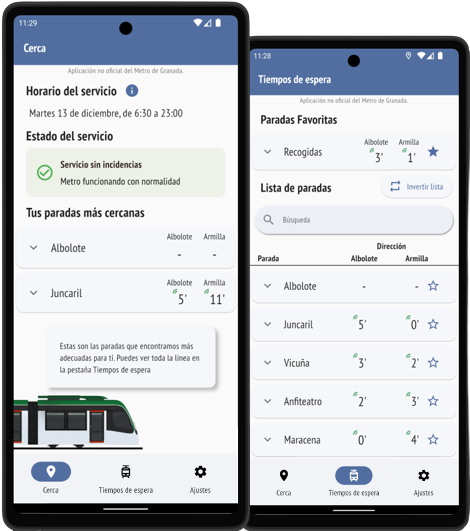 11:29
Cerca
Aplicación no oficial del Metro de Granada.
Horario del servicio
Martes 13 de diciembre, de 6:30 a 23:00
Estado del servicio
Servicio sin incidencias
Metro funcionando con normalidad
Tus paradas más cercanas
Albolote Armilla
Albolote - -
Albolote Armilla
Juncaril 5' 11'
Estas son las paradas que encontramos más
adecuadas para tí. Puedes ver toda la línea en
la pestaña Tiempos de espera
Cerca Tiempos de espera Ajustes
11:28
Tiempos de espera
Aplicación no oficial del Metro de Granada.
Paradas Favoritas
Albolote Armilla
Recogidas 3' 1'
Lista de paradas Invertir lista
Búsqueda
Dirección
Parada Albolote Armilla
Albolote - -
Juncaril 5' 0'
Vicuña 3' 2'
Anfiteatro 2' 3'
Maracena 0' 4'
Cerca Tiempos de espera Ajustes